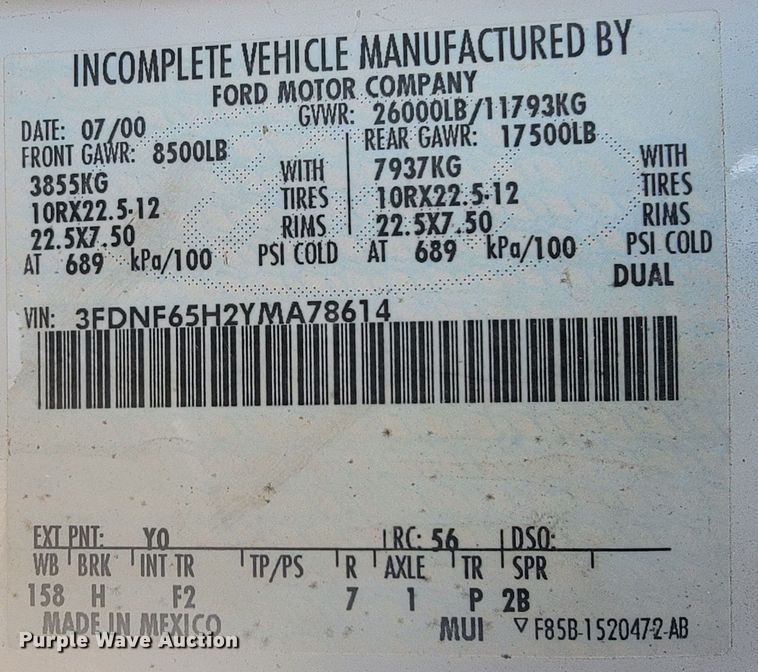 INCOMPLETE VEHICLE MANUFACTURED BY
FORD MOTOR COMPANY
GVWR: 26000LB/11793KG
DATE: 07/00
FRONT GAWR: 8500LB
3855KG WITH
10RX22.5-12 TIRES
22.5X7.50 RIMS
AT 689 kPa/100 PSI COLD
REAR GAWR: 17500LB
7937KG WITH
10RX22.5-12 TIRES
22.5X7.50 RIMS
AT 689 kPa/100 PSI COLD
DUAL
VIN: 3FDNF65H2YMA78614
EXT PNT: YO RC: 56 DSO:
WB BRK INT TR TP/PS R AXLE TR SPR
158 H F2 7 1 P 2B
MADE IN MEXICO MUI ▽ F85B-1520472-AB
Purple Wave Auction